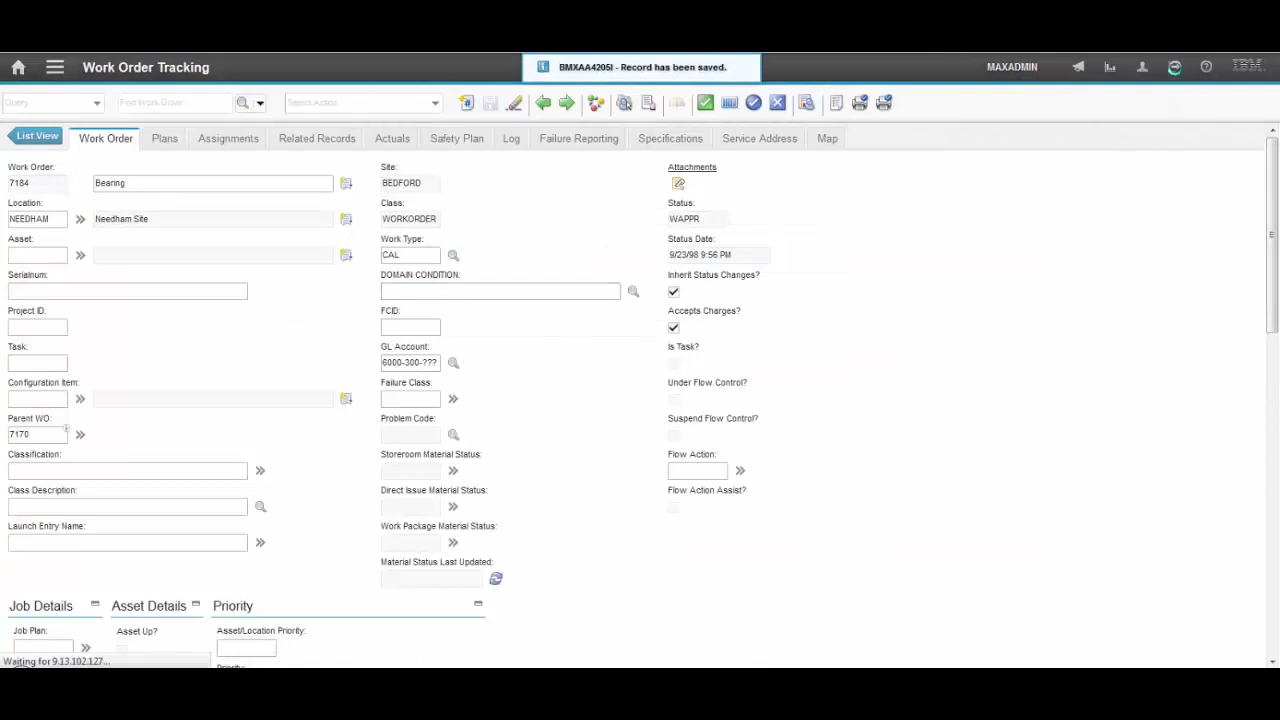 Work Order Tracking
BMXAA4205I - Record has been saved.
MAXADMIN
IBM.
Query
Find Work Order
Select Action
List View
Work Order
Plans
Assignments
Related Records
Actuals
Safety Plan
Log
Failure Reporting
Specifications
Service Address
Map
Work Order:
7184
Bearing
Location:
NEEDHAM
Needham Site
Asset:
Serialnum:
Project ID:
Task:
Configuration Item:
Parent WO:
7170
Classification:
Class Description:
Launch Entry Name:
Site:
BEDFORD
Class:
WORKORDER
Work Type:
CAL
DOMAIN CONDITION:
FCID:
GL Account:
6000-300-???
Failure Class:
Problem Code:
Storeroom Material Status:
Direct Issue Material Status:
Work Package Material Status:
Material Status Last Updated:
Attachments
Status:
WAPPR
Status Date:
9/23/98 9:56 PM
Inherit Status Changes?
Accepts Charges?
Is Task?
Under Flow Control?
Suspend Flow Control?
Flow Action:
Flow Action Assist?
Job Details
Asset Details
Priority
Job Plan:
Asset Up?
Asset/Location Priority:
Priority:
Waiting for 9.13.102.127...